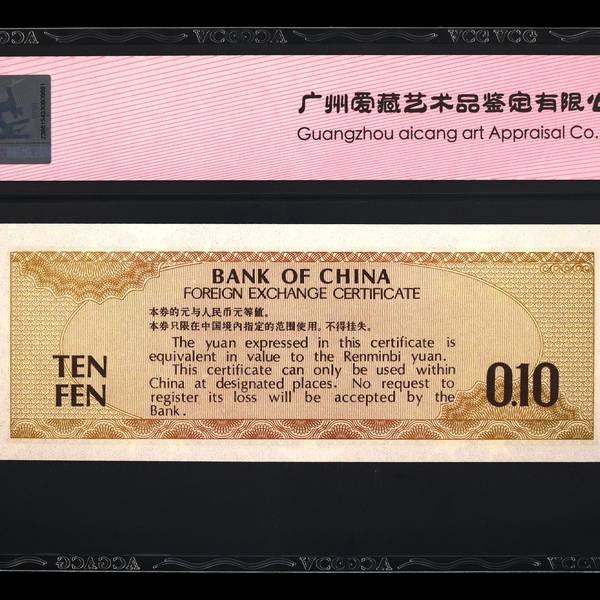 广州爱藏艺术品鉴定有限公
Guangzhou aicang art Appraisal Co.
BANK OF CHINA
FOREIGN EXCHANGE CERTIFICATE
本券的元与人民币元等值。
本券只限在中国境内指定的范围使用，不得挂失。
The yuan expressed in this certificate is
equivalent in value to the Renminbi yuan.
This certificate can only be used within
China at designated places. No request to
register its loss will be accepted by the
Bank.
TEN
FEN
0.10